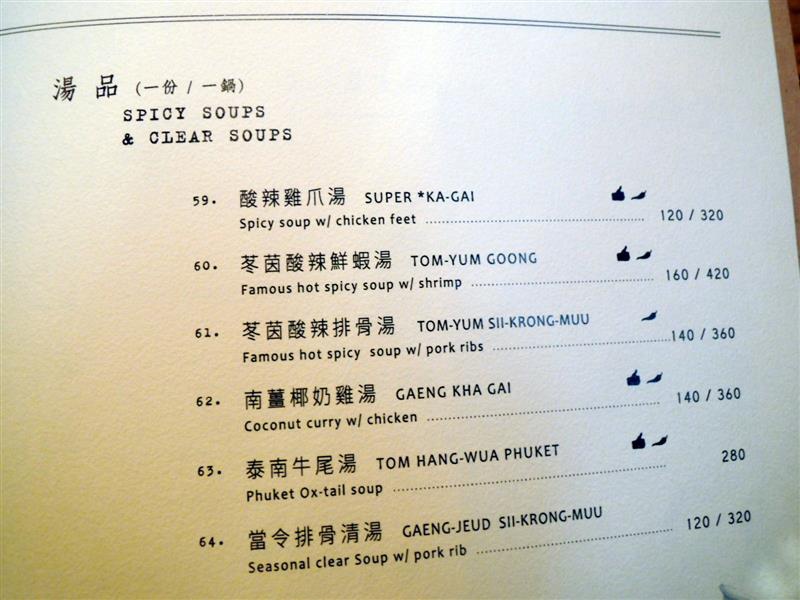 湯 品 (一份 / 一鍋)
SPICY SOUPS
& CLEAR SOUPS
59. 酸辣雞爪湯 SUPER *KA-GAI
Spicy soup w/ chicken feet 120 / 320
60. 苳茵酸辣鮮蝦湯 TOM-YUM GOONG
Famous hot spicy soup w/ shrimp 160 / 420
61. 苳茵酸辣排骨湯 TOM-YUM SII-KRONG-MUU
Famous hot spicy soup w/ pork ribs 140 / 360
62. 南薑椰奶雞湯 GAENG KHA GAI
Coconut curry w/ chicken 140 / 360
63. 泰南牛尾湯 TOM HANG-WUA PHUKET
Phuket Ox-tail soup 280
64. 當令排骨清湯 GAENG-JEUD SII-KRONG-MUU
Seasonal clear Soup w/ pork rib 120 / 320